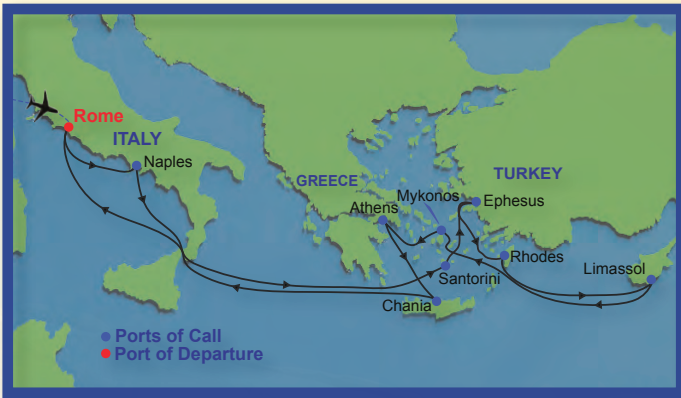 Rome
ITALY
Naples
GREECE
TURKEY
Mykonos
Ephesus
Athens
Rhodes
Limassol
Santorini
Chania
Ports of Call
Port of Departure